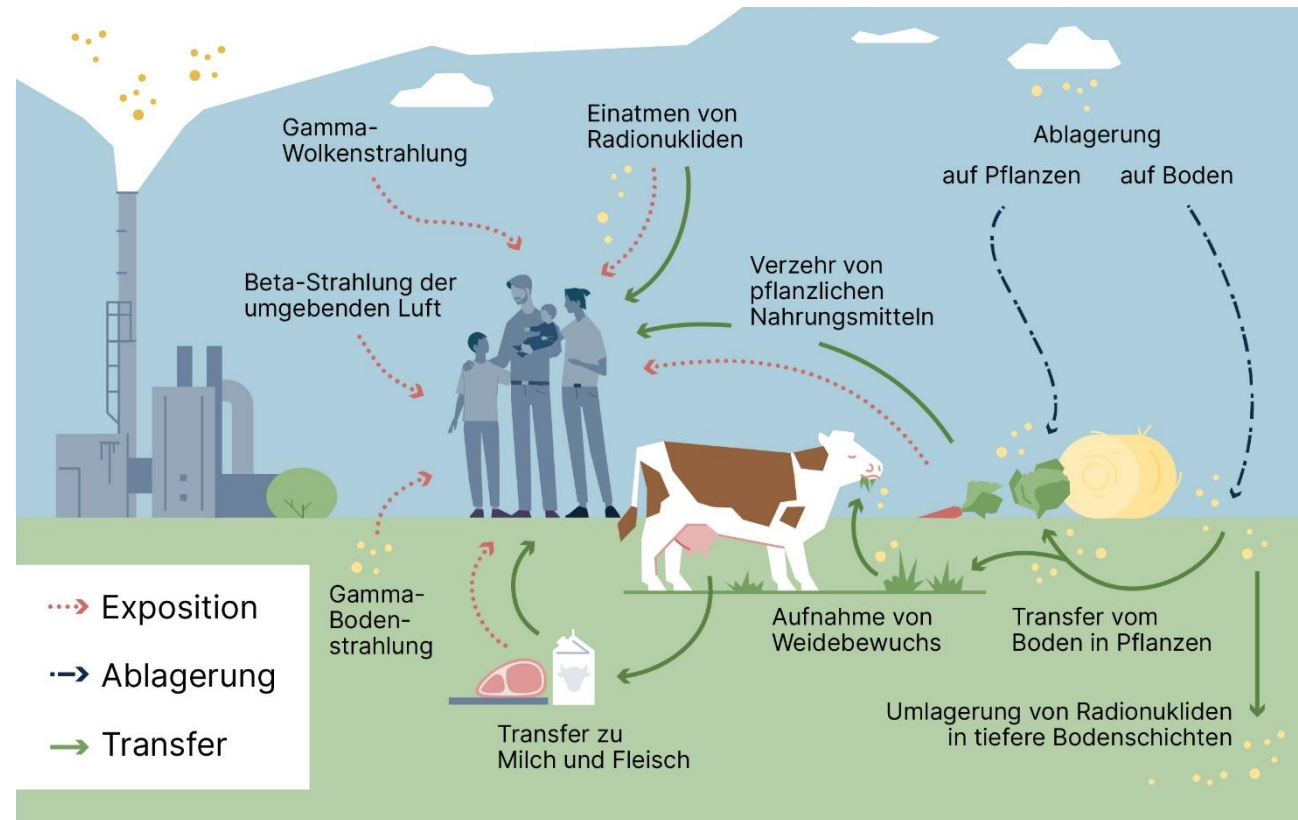 Gamma-
Wolkenstrahlung
Einatmen von
Radionukliden
Ablagerung
auf Pflanzen
auf Boden
Beta-Strahlung der
umgebenden Luft
Verzehr von
pflanzlichen
Nahrungsmitteln
Gamma-
Boden-
strahlung
Aufnahme von
Weidebewuchs
Transfer vom
Boden in Pflanzen
Transfer zu
Milch und Fleisch
Umlagerung von Radionukliden
in tiefere Bodenschichten
Exposition
Ablagerung
Transfer